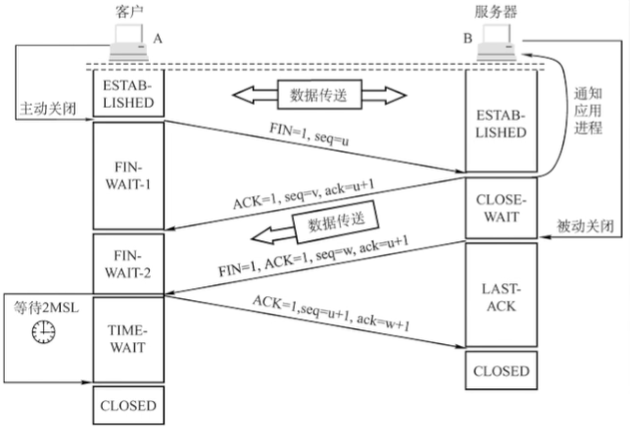 客户
服务器
A
B
ESTAB-
LISHED
数据传送
ESTAB-
LISHED
通知
应用
进程
主动关闭
FIN=1, seq=u
FIN-
WAIT-1
ACK=1, seq=v, ack=u+1
CLOSE-
WAIT
数据传送
被动关闭
FIN-
WAIT-2
FIN=1, ACK=1, seq=w, ack=u+1
LAST-
ACK
等待2MSL
ACK=1,seq=u+1, ack=w+1
TIME-
WAIT
CLOSED
CLOSED